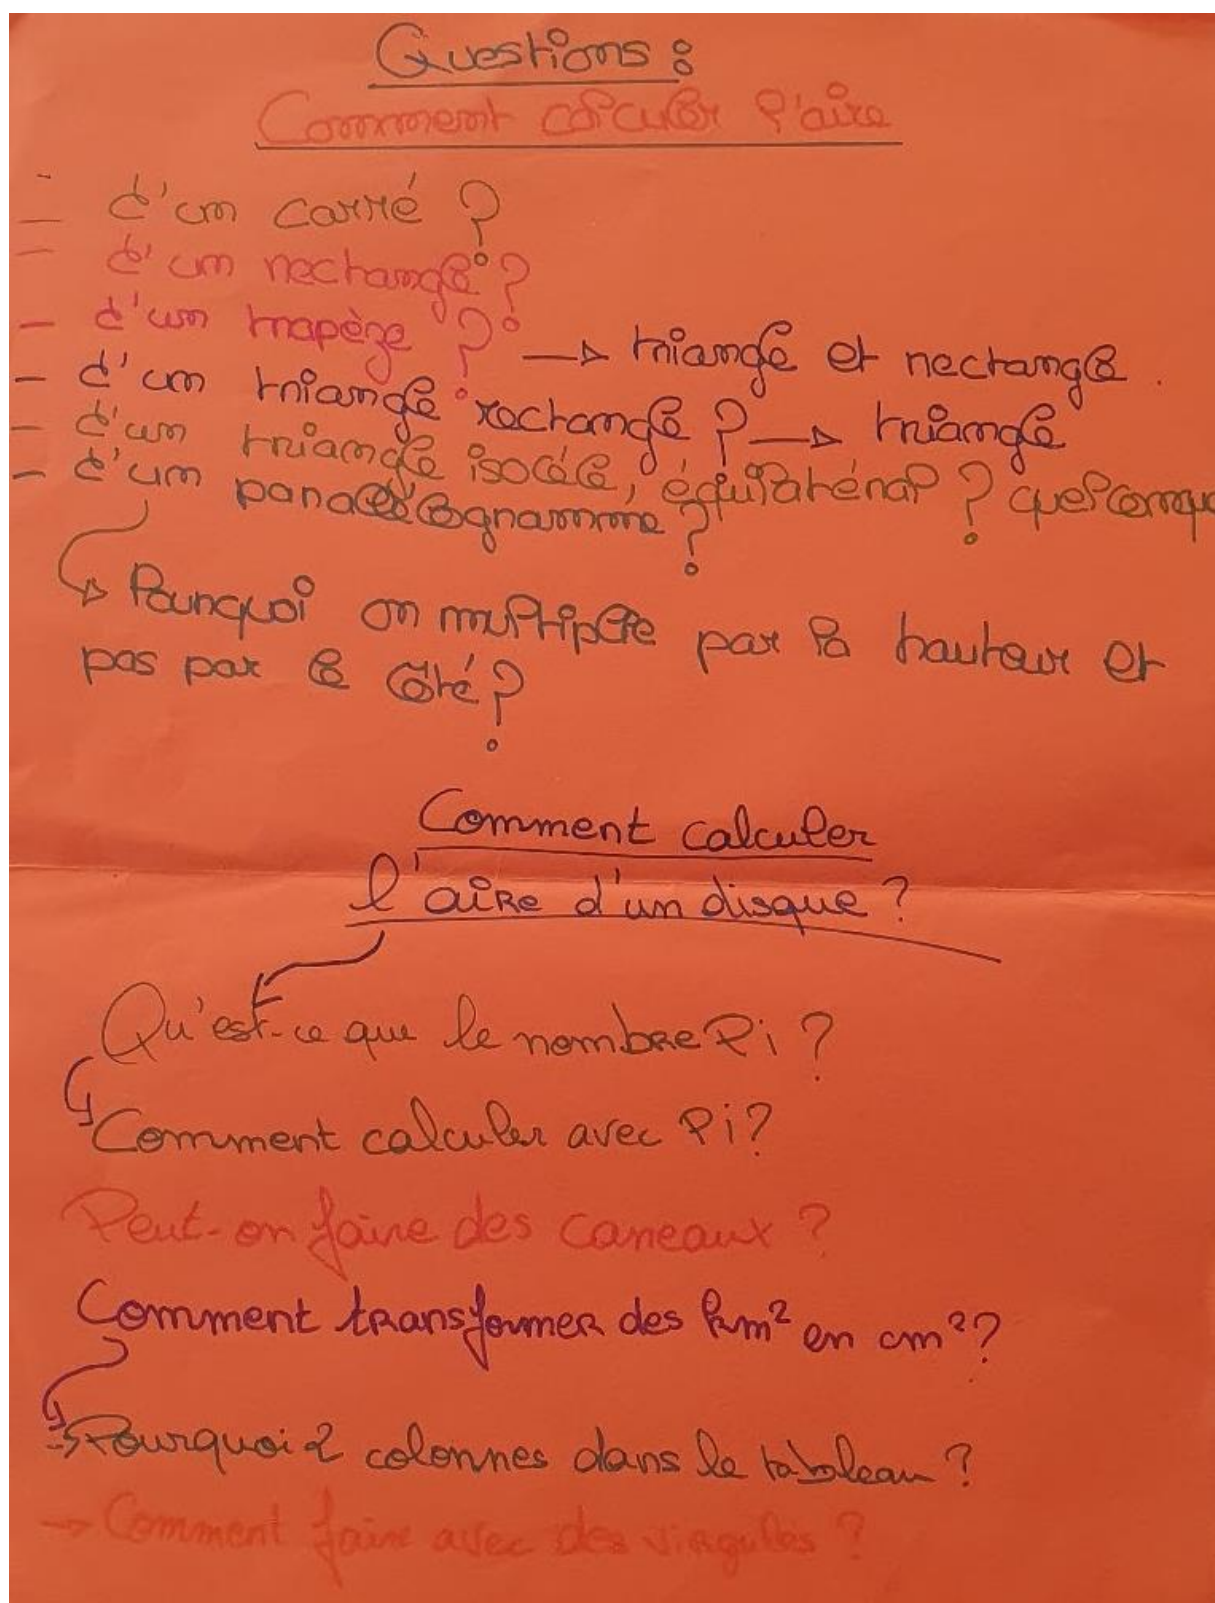 Questions :
Comment calculer l'aire
- d'un carré ?
- d'un rectangle ?
- d'un trapèze ? → triangle et rectangle.
- d'un triangle rectangle ? → triangle
- d'un triangle isocèle, équilatéral ? quelconqu
- d'un paralléllogramme ?
→ Pourquoi on multiplie par la hauteur et
pas par le côté ?
Comment calculer
l'aire d'un disque ?
Qu'est-ce que le nombre Pi ?
Comment calculer avec Pi ?
Peut-on faire des carreaux ?
Comment transformer des km² en cm² ?
→ Pourquoi 2 colonnes dans le tableau ?
→ Comment faire avec des virgules ?